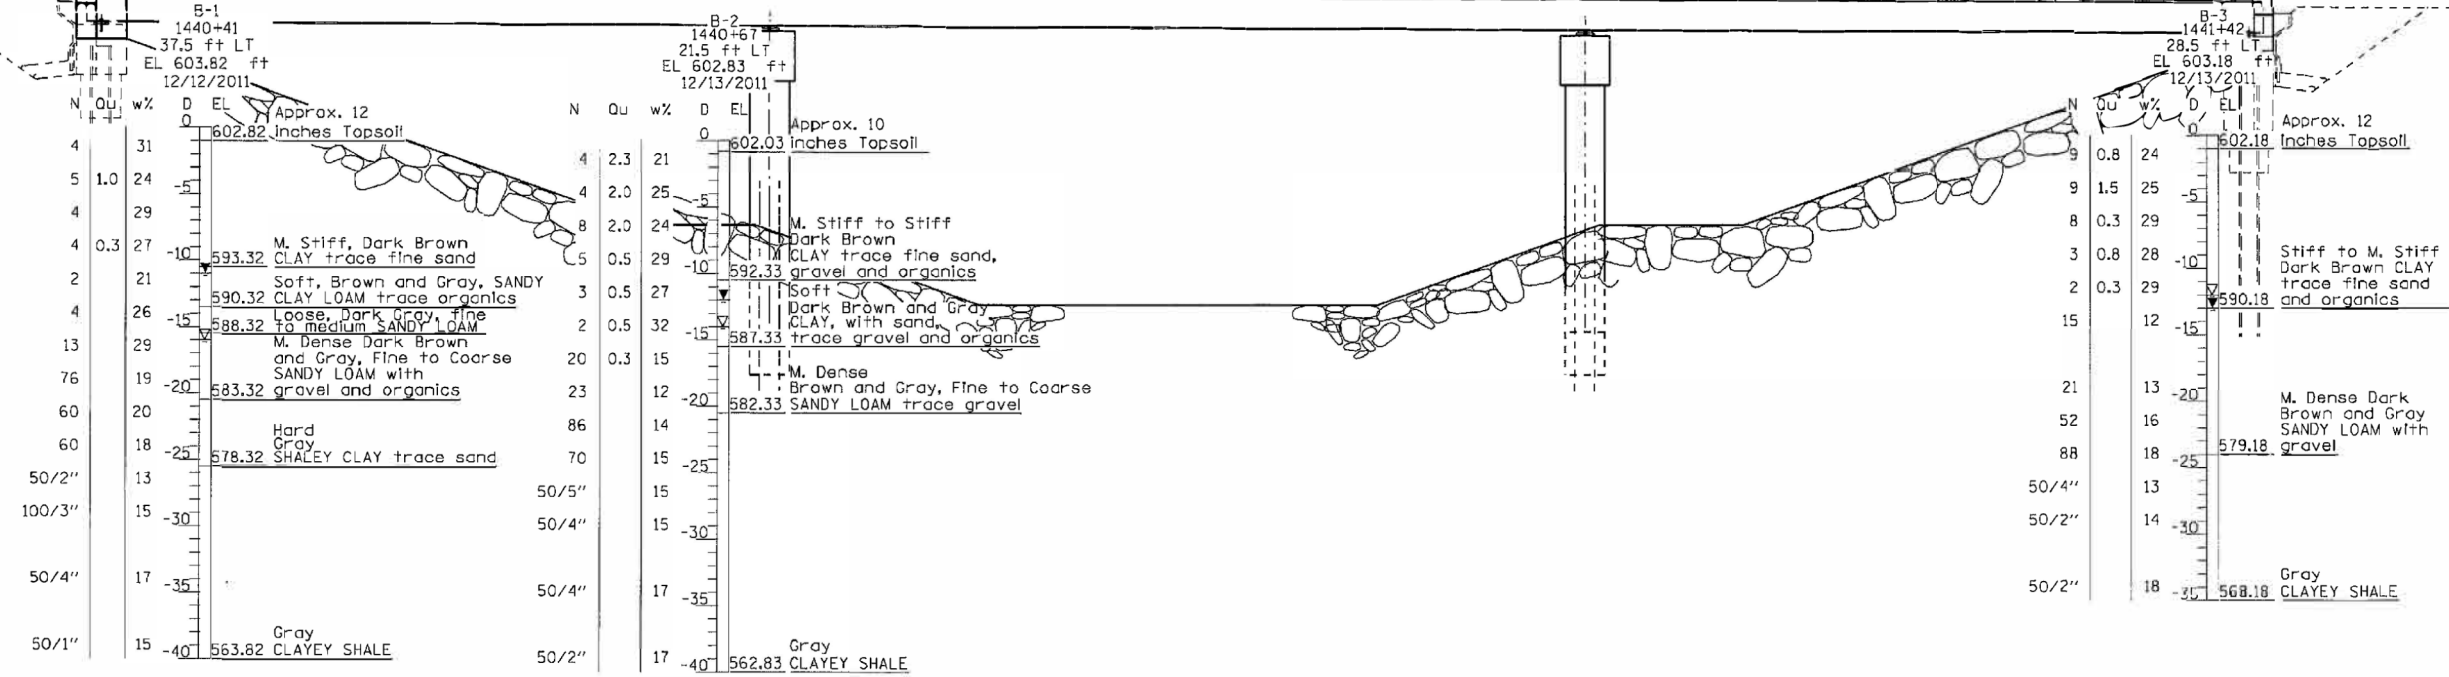 B-1
1440+41
37.5 ft LT
EL 603.82 ft
12/12/2011
N Qu w% D EL
0
Approx. 12
602.82 inches Topsoil
4 31
5 1.0 24
-5
4 29
4 0.3 27
M. Stiff, Dark Brown
-10
593.32 CLAY trace fine sand
2 21
Soft, Brown and Gray, SANDY
590.32 CLAY LOAM trace organics
4 26
Loose, Dark Gray, fine
-15
588.32 to medium SANDY LOAM
13 29
M. Dense Dark Brown
and Gray, Fine to Coarse
SANDY LOAM with
76 19
-20
583.32 gravel and organics
60 20
Hard
Gray
60 18
-25
578.32 SHALEY CLAY trace sand
50/2" 13
100/3" 15
-30
50/4" 17
-35
50/1" 15
Gray
-40
563.82 CLAYEY SHALE
B-2
1440+67
21.5 ft LT
EL 602.83 ft
12/13/2011
N Qu w% D EL
0
Approx. 10
602.03 inches Topsoil
4 2.3 21
4 2.0 25
-5
8 2.0 24
M. Stiff to Stiff
Dark Brown
CLAY trace fine sand,
5 0.5 29
-10
592.33 gravel and organics
3 0.5 27
Soft
Dark Brown and Gray
2 0.5 32
CLAY, with sand,
-15
587.33 trace gravel and organics
20 0.3 15
M. Dense
23 12
Brown and Gray, Fine to Coarse
-20
582.33 SANDY LOAM trace gravel
86 14
70 15
-25
50/5" 15
50/4" 15
-30
50/4" 17
-35
50/2" 17
Gray
-40
562.83 CLAYEY SHALE
B-3
1441+42
28.5 ft LT
EL 603.18 ft
12/13/2011
N Qu w% D EL
0
Approx. 12
602.18 inches Topsoil
9 0.8 24
9 1.5 25
-5
8 0.3 29
3 0.8 28
-10
Stiff to M. Stiff
Dark Brown CLAY
trace fine sand
2 0.3 29
590.18 and organics
15 12
-15
21 13
-20
M. Dense Dark
Brown and Gray
52 16
SANDY LOAM with
579.18 gravel
88 18
-25
50/4" 13
50/2" 14
-30
50/2" 18
Gray
-35
568.18 CLAYEY SHALE